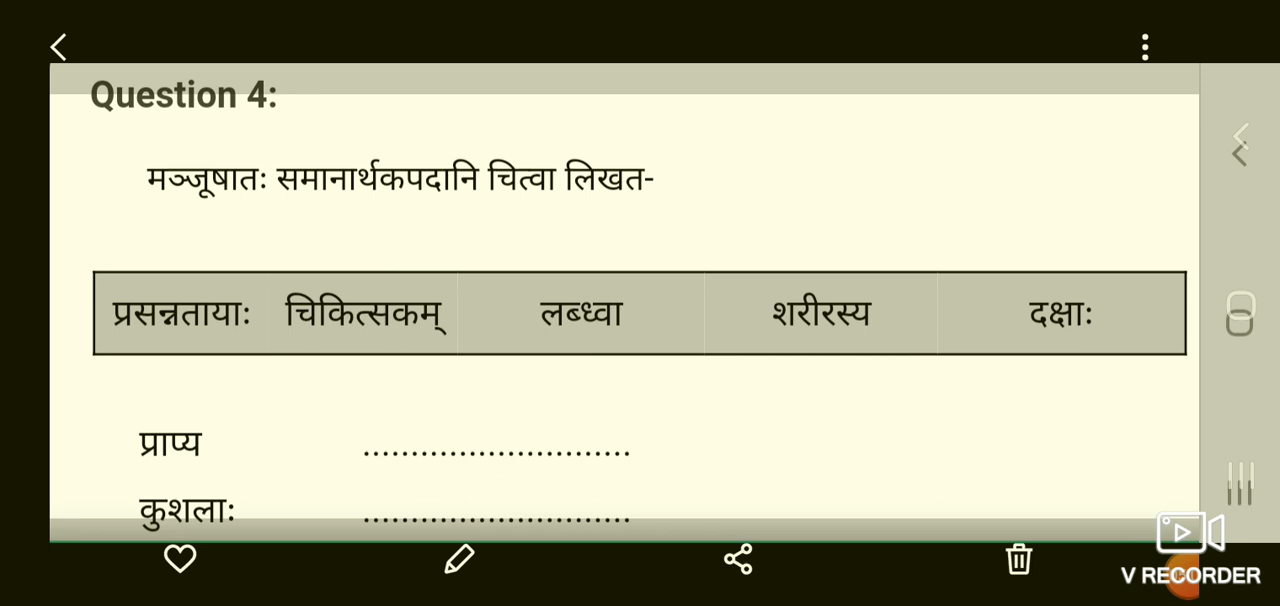 Question 4:
मञ्जूषातः समानार्थकपदानि चित्वा लिखत-
प्रसन्नतायाः चिकित्सकम् लब्ध्वा शरीरस्य दक्षाः
प्राप्य ............................
कुशलाः ............................
V RECORDER